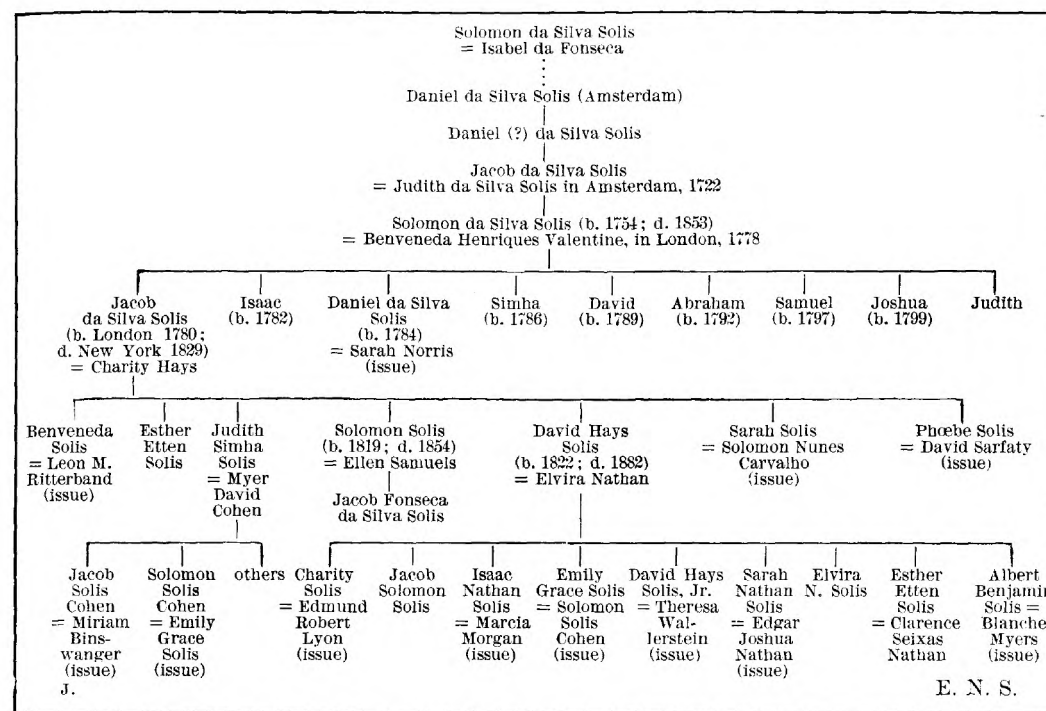 Solomon da Silva Solis
= Isabel da Fonseca
Daniel da Silva Solis (Amsterdam)
Daniel (?) da Silva Solis
Jacob da Silva Solis
= Judith da Silva Solis in Amsterdam, 1722
Solomon da Silva Solis (b. 1754; d. 1853)
= Benveneda Henriques Valentine, in London, 1778
Jacob
da Silva Solis
(b. London 1780;
d. New York 1829)
= Charity Hays
Isaac
(b. 1782)
Daniel da Silva
Solis
(b. 1784)
= Sarah Norris
(issue)
Simha
(b. 1786)
David
(b. 1789)
Abraham
(b. 1792)
Samuel
(b. 1797)
Joshua
(b. 1799)
Judith
Benveneda
Solis
= Leon M.
Ritterband
(issue)
Esther
Etten
Solis
Judith
Simha
Solis
= Myer
David
Cohen
Solomon Solis
(b. 1819; d. 1854)
= Ellen Samuels
Jacob Fonseca
da Silva Solis
David Hays
Solis
(b. 1822; d. 1882)
= Elvira Nathan
Sarah Solis
= Solomon Nunes
Carvalho
(issue)
Phœbe Solis
= David Sarfaty
(issue)
Jacob
Solis
Cohen
= Miriam
Bins-
wanger
(issue)
Solomon
Solis
Cohen
= Emily
Grace
Solis
(issue)
others
Charity
Solis
= Edmund
Robert
Lyon
(issue)
Jacob
Solomon
Solis
Isaac
Nathan
Solis
= Marcia
Morgan
(issue)
Emily
Grace Solis
= Solomon
Solis
Cohen
(issue)
David Hays
Solis, Jr.
= Theresa
Wal-
lerstein
(issue)
Sarah
Nathan
Solis
= Edgar
Joshua
Nathan
(issue)
Elvira
N. Solis
Esther
Etten
Solis
= Clarence
Seixas
Nathan
Albert
Benjamin
Solis =
Blanche
Myers
(issue)
J.
E. N. S.